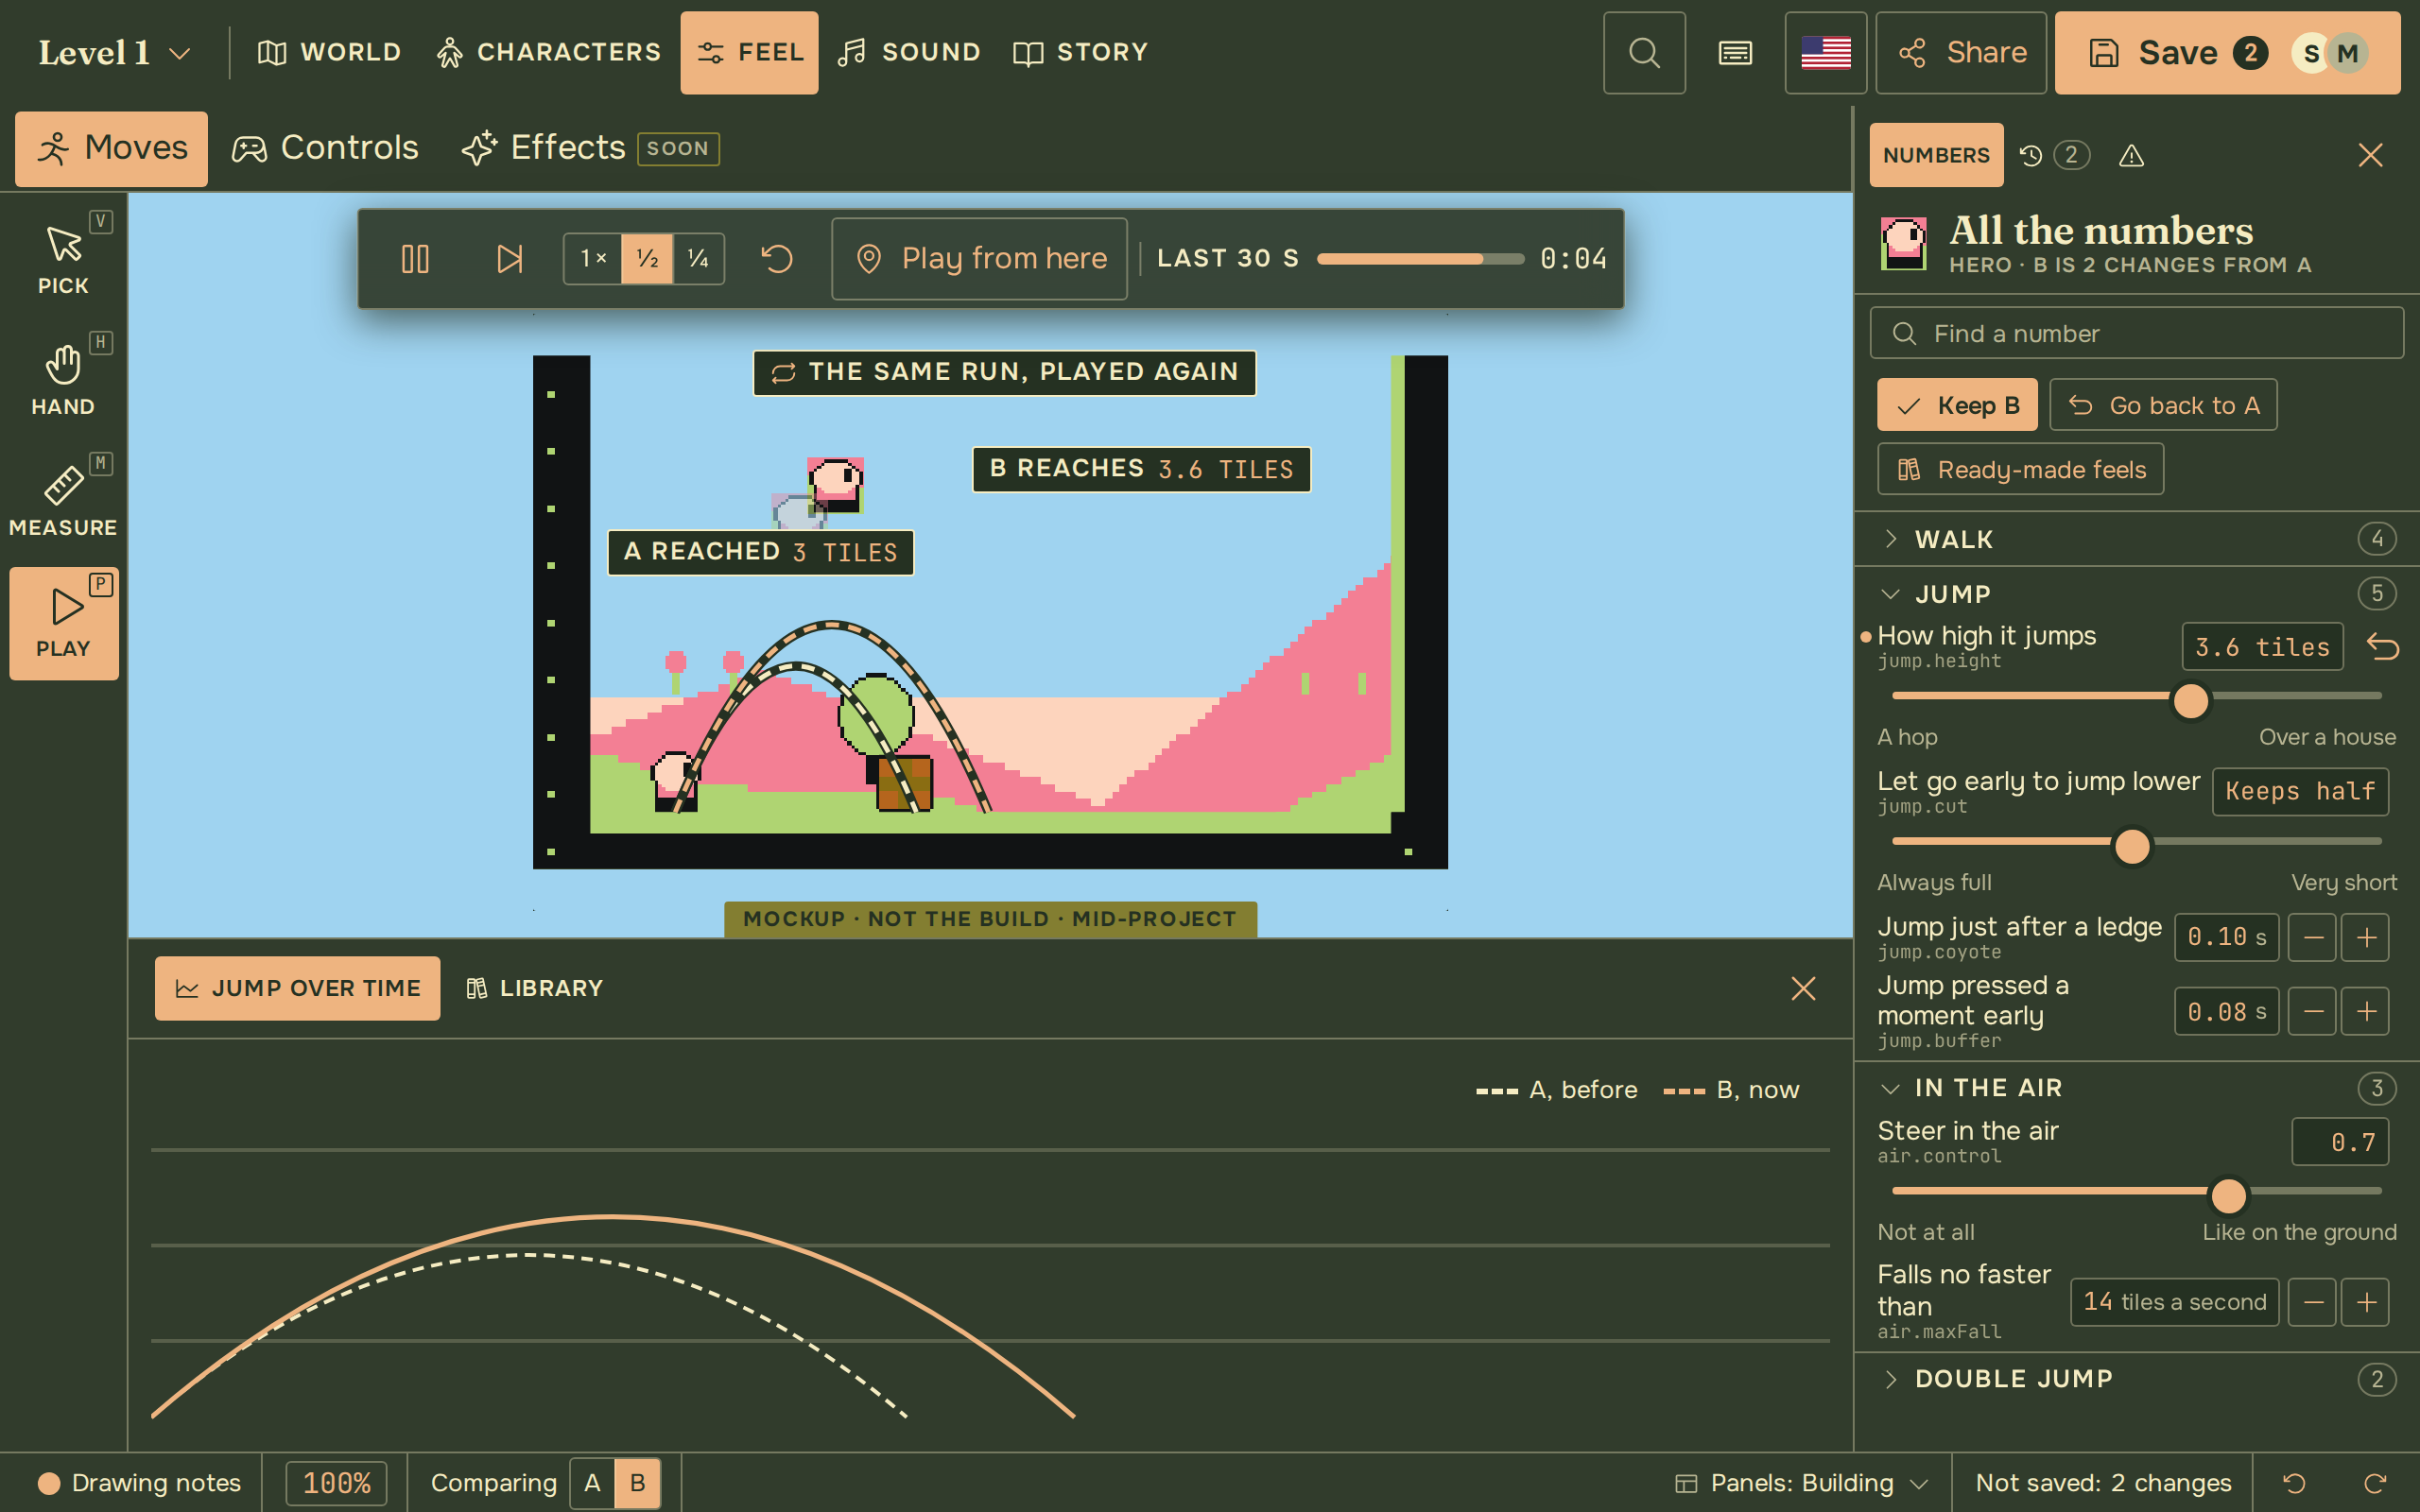 Level 1
WORLD
CHARACTERS
FEEL
SOUND
STORY
Share
Save 2 S M
Moves
Controls
Effects SOON
NUMBERS
2
V
PICK
H
HAND
M
MEASURE
P
PLAY
1× ½ ¼
Play from here
LAST 30 S
0:04
THE SAME RUN, PLAYED AGAIN
B REACHES 3.6 TILES
A REACHED 3 TILES
MOCKUP · NOT THE BUILD · MID-PROJECT
JUMP OVER TIME
LIBRARY
A, before
B, now
All the numbers
HERO · B IS 2 CHANGES FROM A
Find a number
Keep B
Go back to A
Ready-made feels
WALK 4
JUMP 5
How high it jumps
jump.height
3.6 tiles
A hop
Over a house
Let go early to jump lower
jump.cut
Keeps half
Always full
Very short
Jump just after a ledge
jump.coyote
0.10 s
Jump pressed a
moment early
jump.buffer
0.08 s
IN THE AIR 3
Steer in the air
air.control
0.7
Not at all
Like on the ground
Falls no faster
than
air.maxFall
14 tiles a second
DOUBLE JUMP 2
Drawing notes
100%
Comparing A B
Panels: Building
Not saved: 2 changes